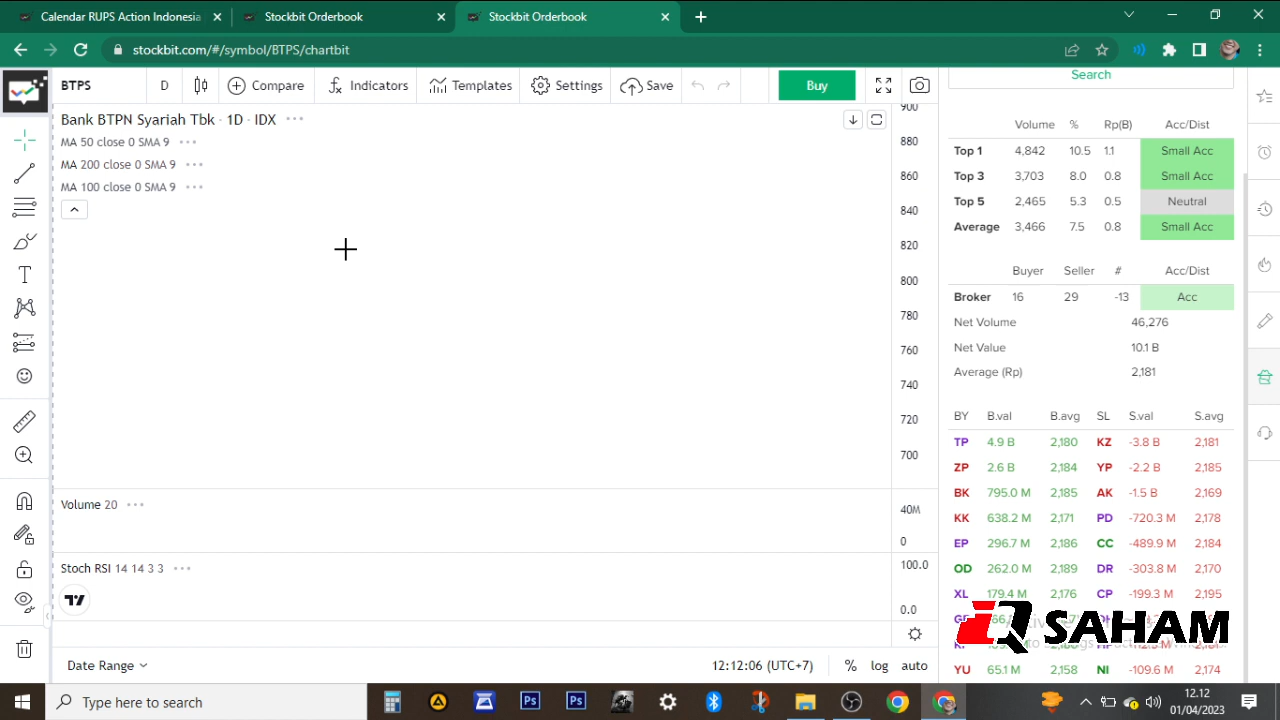 Calendar RUPS Action Indonesia
Stockbit Orderbook
Stockbit Orderbook
stockbit.com/#/symbol/BTPS/chartbit
BTPS
D
Compare
Indicators
Templates
Settings
Save
Buy
Bank BTPN Syariah Tbk · 1D · IDX
MA 50 close 0 SMA 9
MA 200 close 0 SMA 9
MA 100 close 0 SMA 9
900
880
860
840
820
800
780
760
740
720
700
Volume 20
40M
0
Stoch RSI 14 14 3 3
100.0
0.0
Date Range
12:12:06 (UTC+7)
%
log
auto
Search
Volume % Rp(B) Acc/Dist
Top 1 4,842 10.5 1.1 Small Acc
Top 3 3,703 8.0 0.8 Small Acc
Top 5 2,465 5.3 0.5 Neutral
Average 3,466 7.5 0.8 Small Acc
Buyer Seller # Acc/Dist
Broker 16 29 -13 Acc
Net Volume 46,276
Net Value 10.1 B
Average (Rp) 2,181
BY B.val B.avg SL S.val S.avg
TP 4.9 B 2,180 KZ -3.8 B 2,181
ZP 2.6 B 2,184 YP -2.2 B 2,185
BK 795.0 M 2,185 AK -1.5 B 2,169
KK 638.2 M 2,171 PD -720.3 M 2,178
EP 296.7 M 2,186 CC -489.9 M 2,184
OD 262.0 M 2,189 DR -303.8 M 2,170
XL 179.4 M 2,176 CP -199.3 M 2,195
SAHAM
YU 65.1 M 2,158 NI -109.6 M 2,174
Type here to search
12.12
01/04/2023